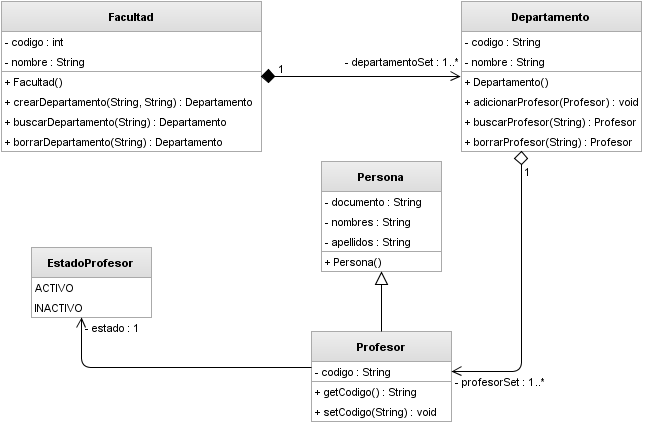 Facultad
- codigo : int
- nombre : String
+ Facultad()
+ crearDepartamento(String, String) : Departamento
+ buscarDepartamento(String) : Departamento
+ borrarDepartamento(String) : Departamento
1
- departamentoSet : 1..*
Departamento
- codigo : String
- nombre : String
+ Departamento()
+ adicionarProfesor(Profesor) : void
+ buscarProfesor(String) : Profesor
+ borrarProfesor(String) : Profesor
1
Persona
- documento : String
- nombres : String
- apellidos : String
+ Persona()
EstadoProfesor
ACTIVO
INACTIVO
- estado : 1
Profesor
- codigo : String
+ getCodigo() : String
+ setCodigo(String) : void
- profesorSet : 1..*